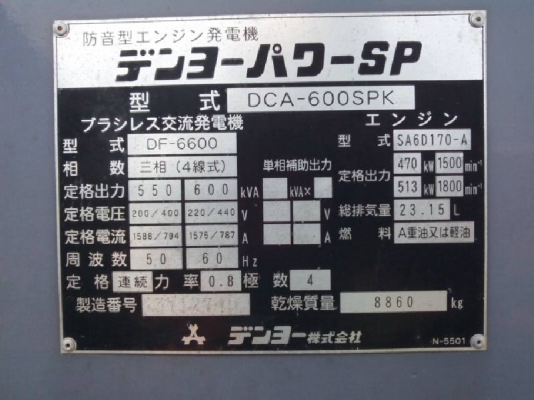 防音型エンジン発電機
デンヨーパワーSP
型式 DCA-600SPK
ブラシレス交流発電機
型式 DF-6600
相数 三相(4線式) 単相補助出力
定格出力 550 600 kVA kVA×
定格電圧 200/400 220/440 V V
定格電流 1588/794 1575/787 A A
周波数 50 60 Hz
定格 連続 力率 0.8 極数 4
製造番号
エンジン
型式 SA6D170-A
定格出力 470 kW 1500 min⁻¹
513 kW 1800 min⁻¹
総排気量 23.15 L
燃料 A重油又は軽油
乾燥質量 8860 kg
デンヨー株式会社
N-5501